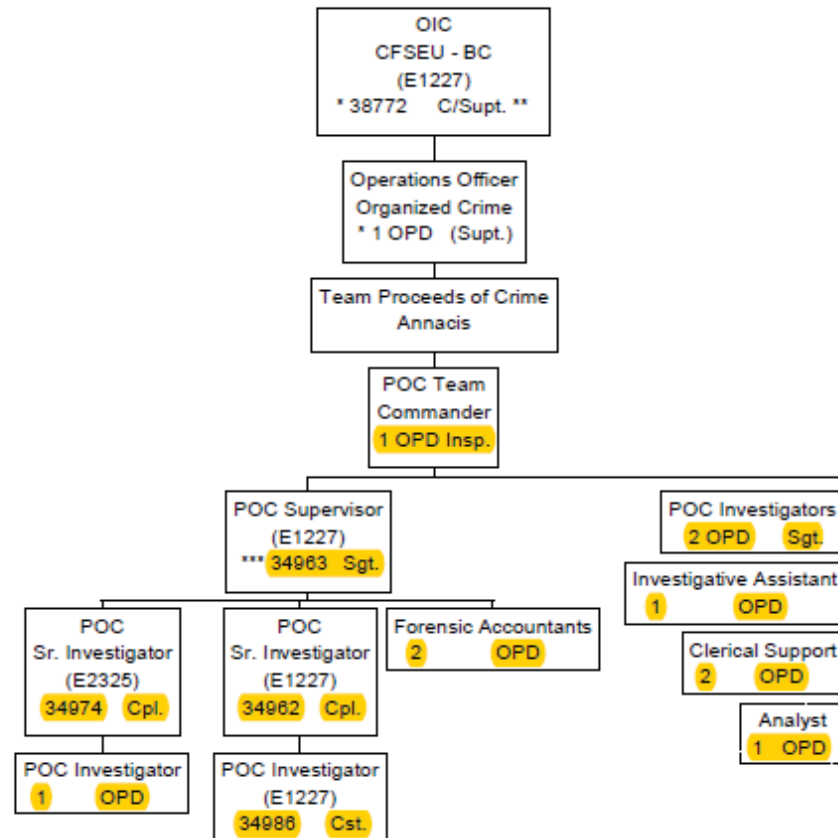 OIC
CFSEU - BC
(E1227)
* 38772 C/Supt. **
Operations Officer
Organized Crime
* 1 OPD (Supt.)
Team Proceeds of Crime
Annacis
POC Team
Commander
1 OPD Insp.
POC Supervisor
(E1227)
*** 34963 Sgt.
POC Investigators
2 OPD Sgt.
Investigative Assistant
1 OPD
Clerical Support
2 OPD
Analyst
1 OPD
POC
Sr. Investigator
(E2325)
34974 Cpl.
POC
Sr. Investigator
(E1227)
34962 Cpl.
Forensic Accountants
2 OPD
POC Investigator
1 OPD
POC Investigator
(E1227)
34986 Cst.